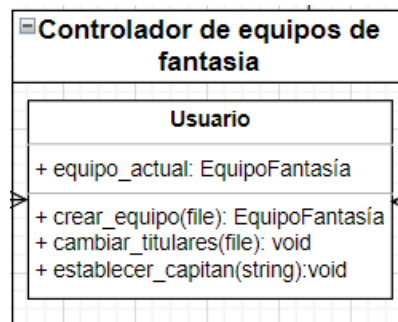 Controlador de equipos de
fantasia
Usuario
+ equipo_actual: EquipoFantasía
+ crear_equipo(file): EquipoFantasía
+ cambiar_titulares(file): void
+ establecer_capitan(string):void